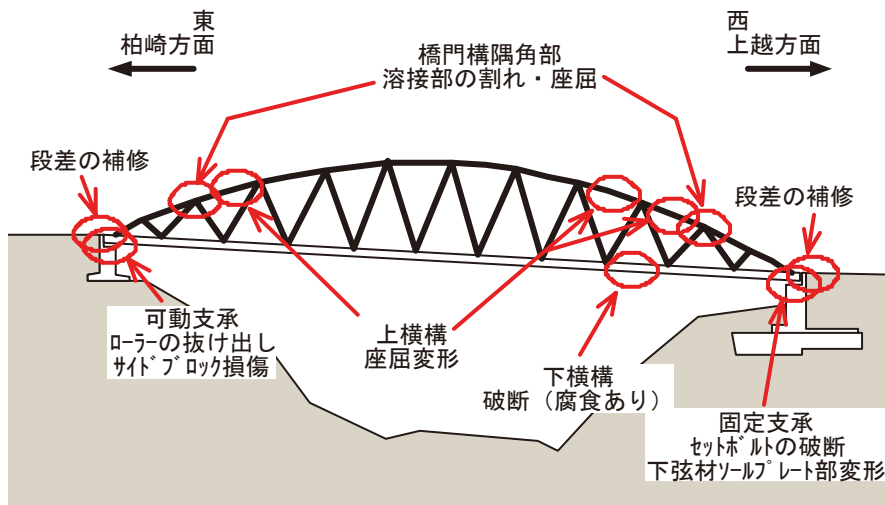 東
柏崎方面
西
上越方面
橋門構隅角部
溶接部の割れ・座屈
段差の補修
段差の補修
可動支承
ﾛｰﾗｰの抜け出し
ｻｲﾄﾞﾌﾞﾛｯｸ損傷
上横構
座屈変形
下横構
破断（腐食あり）
固定支承
ｾｯﾄﾎﾞﾙﾄの破断
下弦材ｿｰﾙﾌﾟﾚｰﾄ部変形